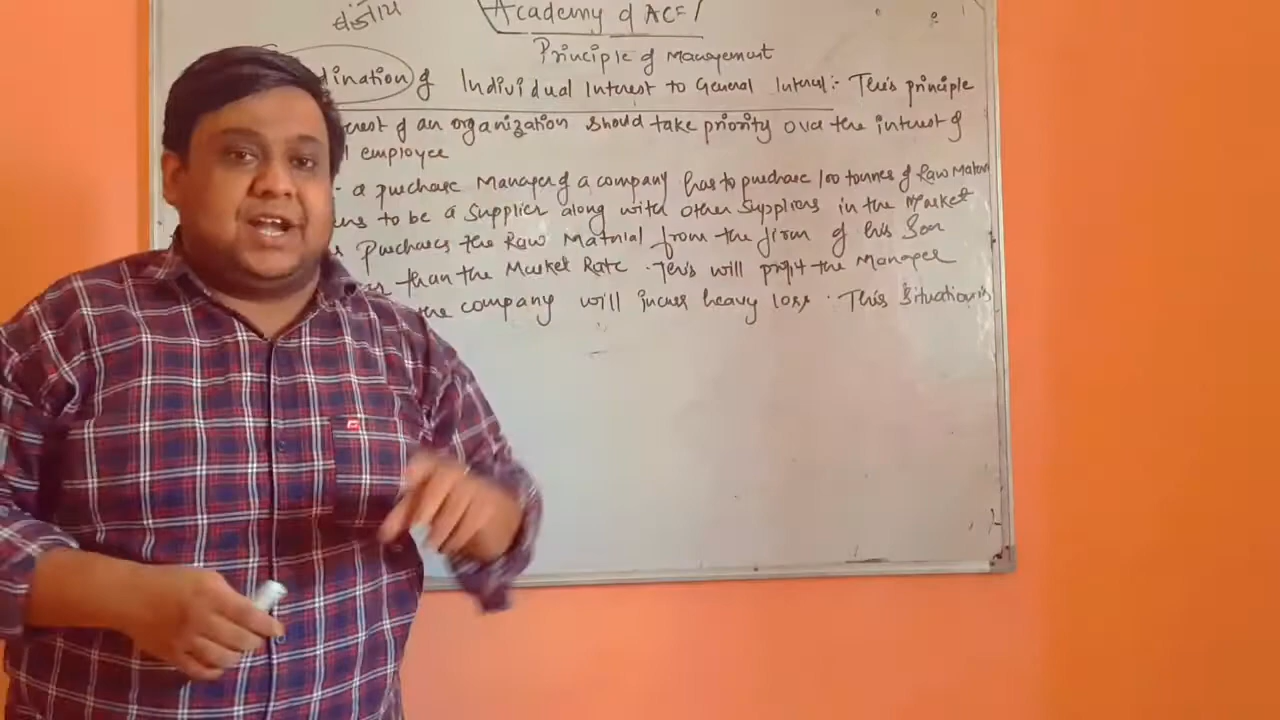 Academy of ACE
Principle of Management
dination of Individual Interest to General Interest:- This principle
erest of an organization should take priority over the interest of
employee
a purchase Manager of a company has to purchase 100 tonnes of Raw Materi
to be a Supplier along with other Suppliers in the Market
Purchases the Raw Material from the firm of his Son
than the Market Rate. This will profit the Manager
the company will incur heavy loss. This Situation is